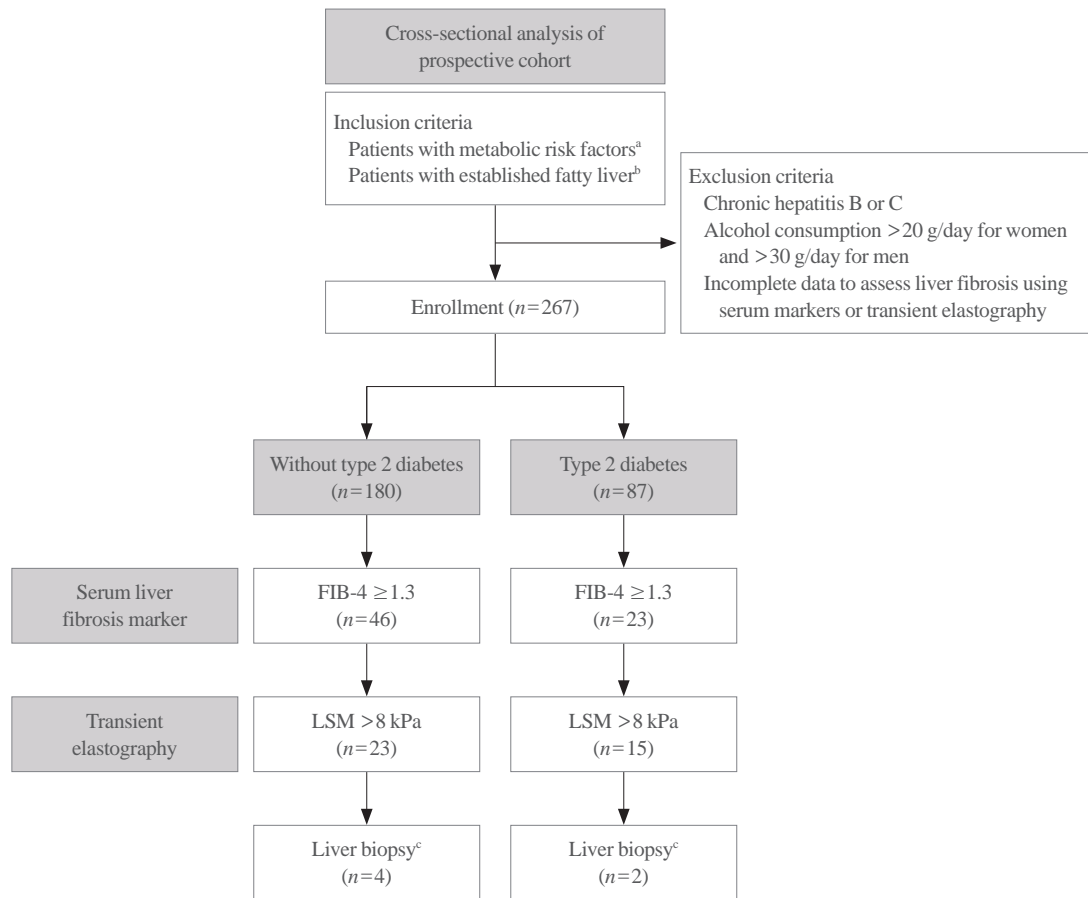 Cross-sectional analysis of
prospective cohort
Inclusion criteria
Patients with metabolic risk factorsᵃ
Patients with established fatty liverᵇ
Exclusion criteria
Chronic hepatitis B or C
Alcohol consumption >20 g/day for women
and >30 g/day for men
Incomplete data to assess liver fibrosis using
serum markers or transient elastography
Enrollment (n=267)
Without type 2 diabetes
(n=180)
Type 2 diabetes
(n=87)
Serum liver
fibrosis marker
FIB-4 ≥1.3
(n=46)
FIB-4 ≥1.3
(n=23)
Transient
elastography
LSM >8 kPa
(n=23)
LSM >8 kPa
(n=15)
Liver biopsyᶜ
(n=4)
Liver biopsyᶜ
(n=2)